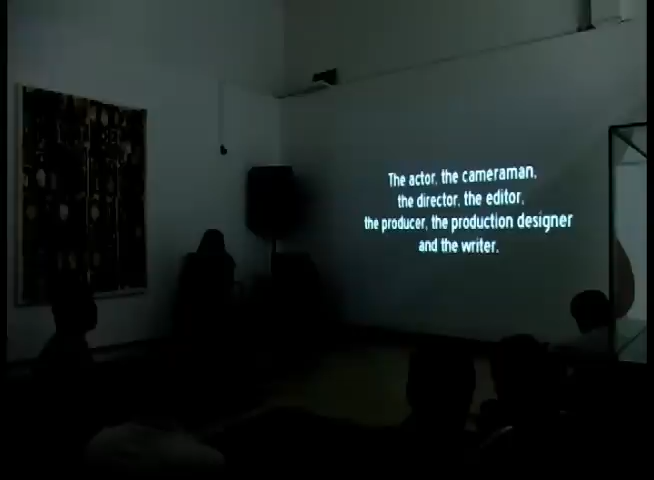 The actor, the cameraman,
the director, the editor,
the producer, the production designer
and the writer.